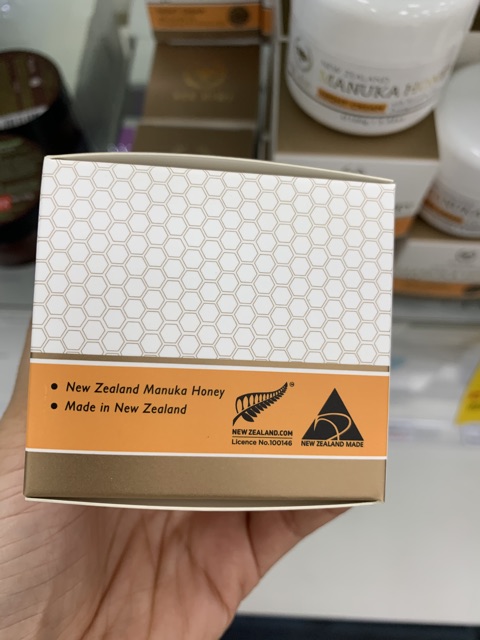 NEW ZEALAND
MANUKA HONEY
• New Zealand Manuka Honey
• Made in New Zealand
NEW ZEALAND.COM
Licence No.100146
NEW ZEALAND MADE